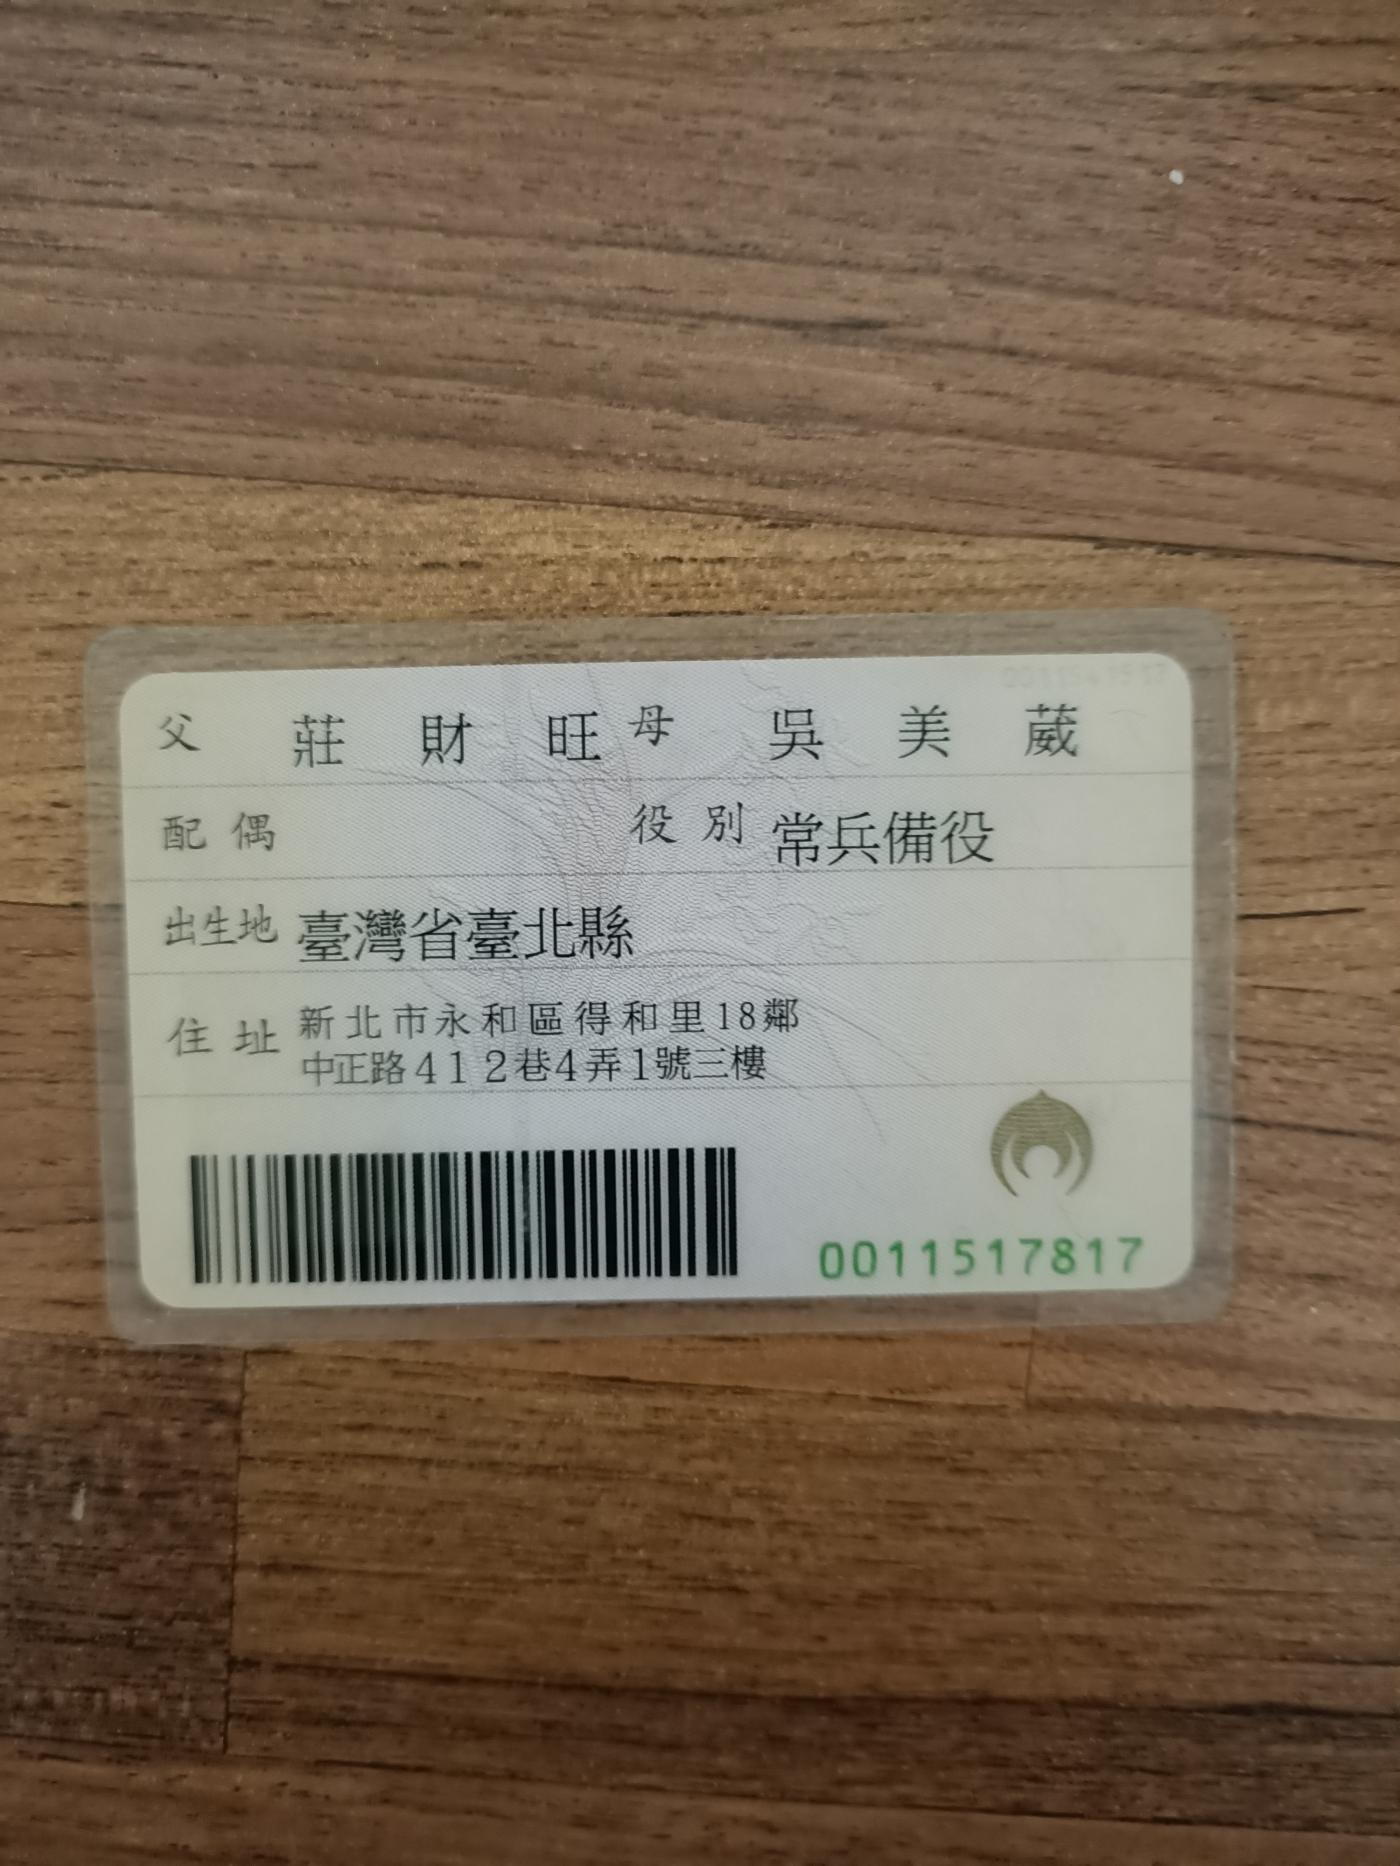 父 莊財旺 母 吳美葳
配偶 役別 常兵備役
出生地 臺灣省臺北縣
住址 新北市永和區得和里18鄰
中正路412巷4弄1號三樓
0011517817